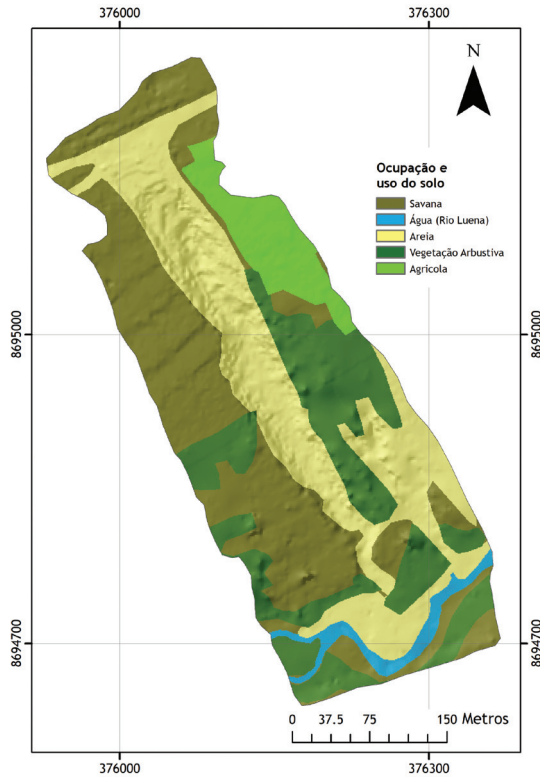 376000
376300
N
Ocupação e
uso do solo
Savana
Água (Rio Luena)
Areia
Vegetação Arbustiva
Agrícola
8695000
8695000
8694700
8694700
0 37.5 75 150 Metros
376000
376300